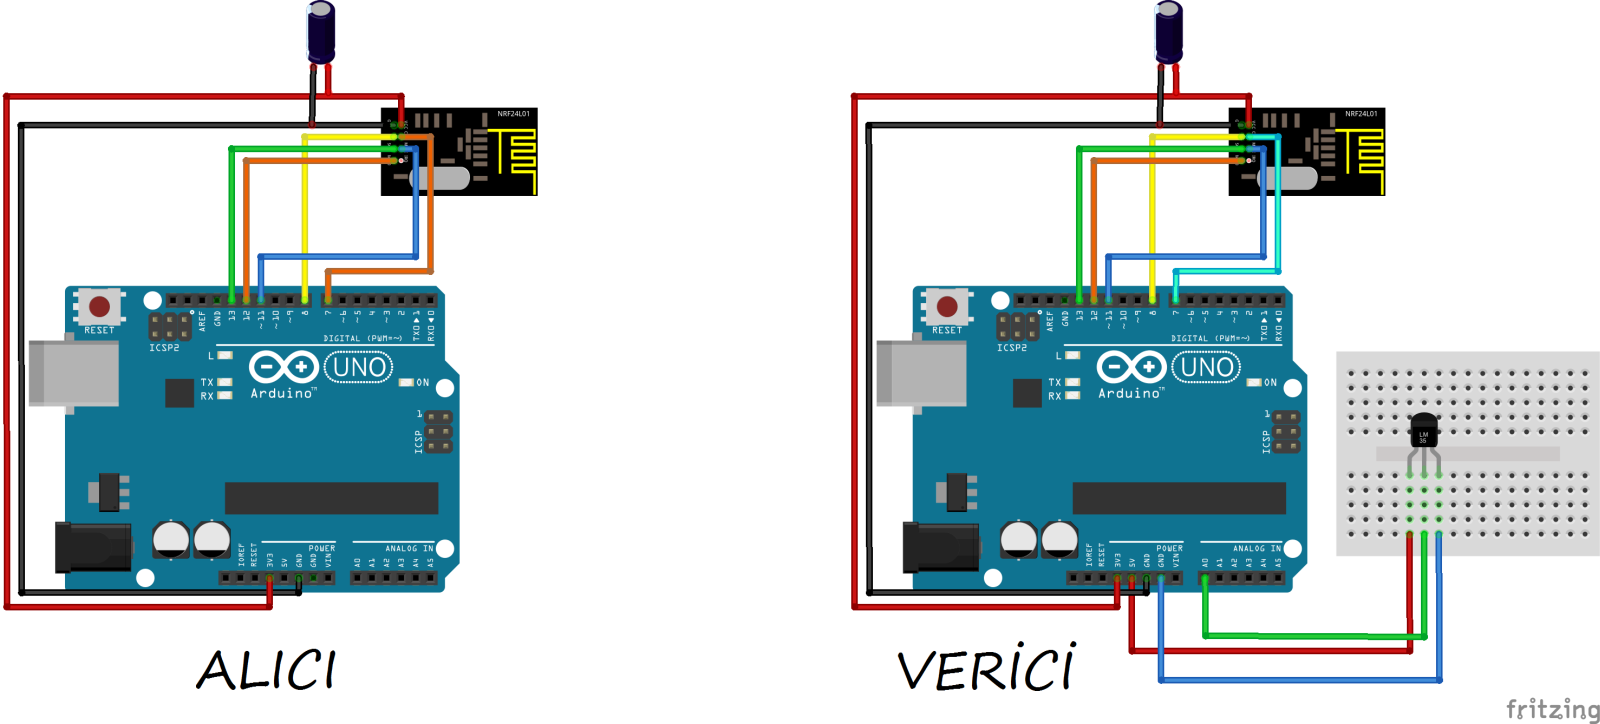 NRF24L01
RESET
ICSP2
AREF
GND
13
12
~11
~10
~9
8
7
~6
~5
4
~3
2
TX0▶1
RX0◀0
DIGITAL (PWM=~)
L
TX
RX
Arduino™
UNO
ON
1
ICSP
IOREF
RESET
3V3
5V
GND
GND
VIN
POWER
ANALOG IN
A0
A1
A2
A3
A4
A5
ALICI
NRF24L01
RESET
ICSP2
AREF
GND
13
12
~11
~10
~9
8
7
~6
~5
4
~3
2
TX0▶1
RX0◀0
DIGITAL (PWM=~)
L
TX
RX
Arduino™
UNO
ON
1
ICSP
IOREF
RESET
3V3
5V
GND
GND
VIN
POWER
ANALOG IN
A0
A1
A2
A3
A4
A5
LM
35
VERİCİ
fritzing